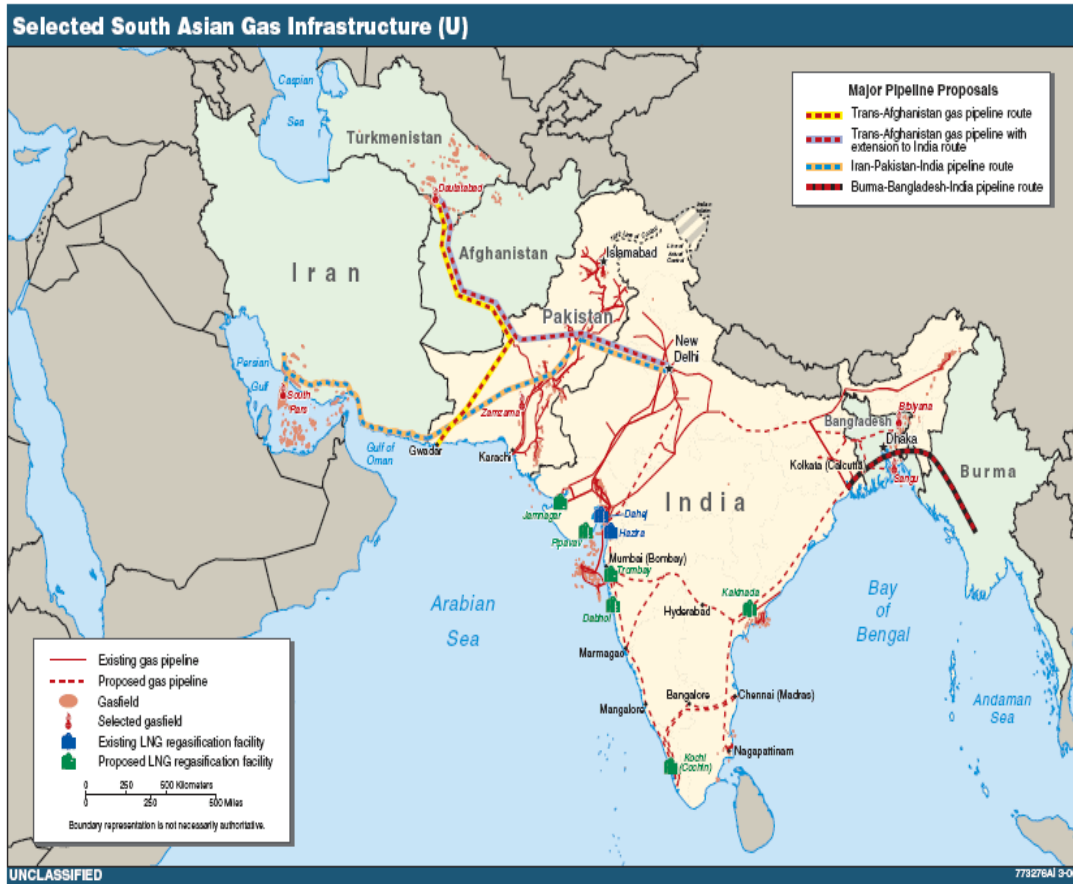 Selected South Asian Gas Infrastructure (U)
Major Pipeline Proposals
Trans-Afghanistan gas pipeline route
Trans-Afghanistan gas pipeline with
extension to India route
Iran-Pakistan-India pipeline route
Burma-Bangladesh-India pipeline route
Caspian
Sea
Turkmenistan
Dauletabad
Afghanistan
Iran
Islamabad
Pakistan
New
Delhi
Persian
Gulf
South
Pars
Zamzama
Gulf of
Oman
Gwadar
Karachi
Bibiyana
Bangladesh
Dhaka
Kolkata (Calcutta)
Sangu
Burma
India
Jamnagar
Dahej
Pipavav
Hazira
Mumbai (Bombay)
Trombay
Kakinada
Dabhol
Hyderabad
Arabian
Sea
Bay
of
Bengal
Marmagao
Bangalore
Chennai (Madras)
Mangalore
Andaman
Sea
Nagapattinam
Kochi
(Cochin)
Existing gas pipeline
Proposed gas pipeline
Gasfield
Selected gasfield
Existing LNG regasification facility
Proposed LNG regasification facility
0 250 500 Kilometers
0 250 500 Miles
Boundary representation is not necessarily authoritative.
UNCLASSIFIED